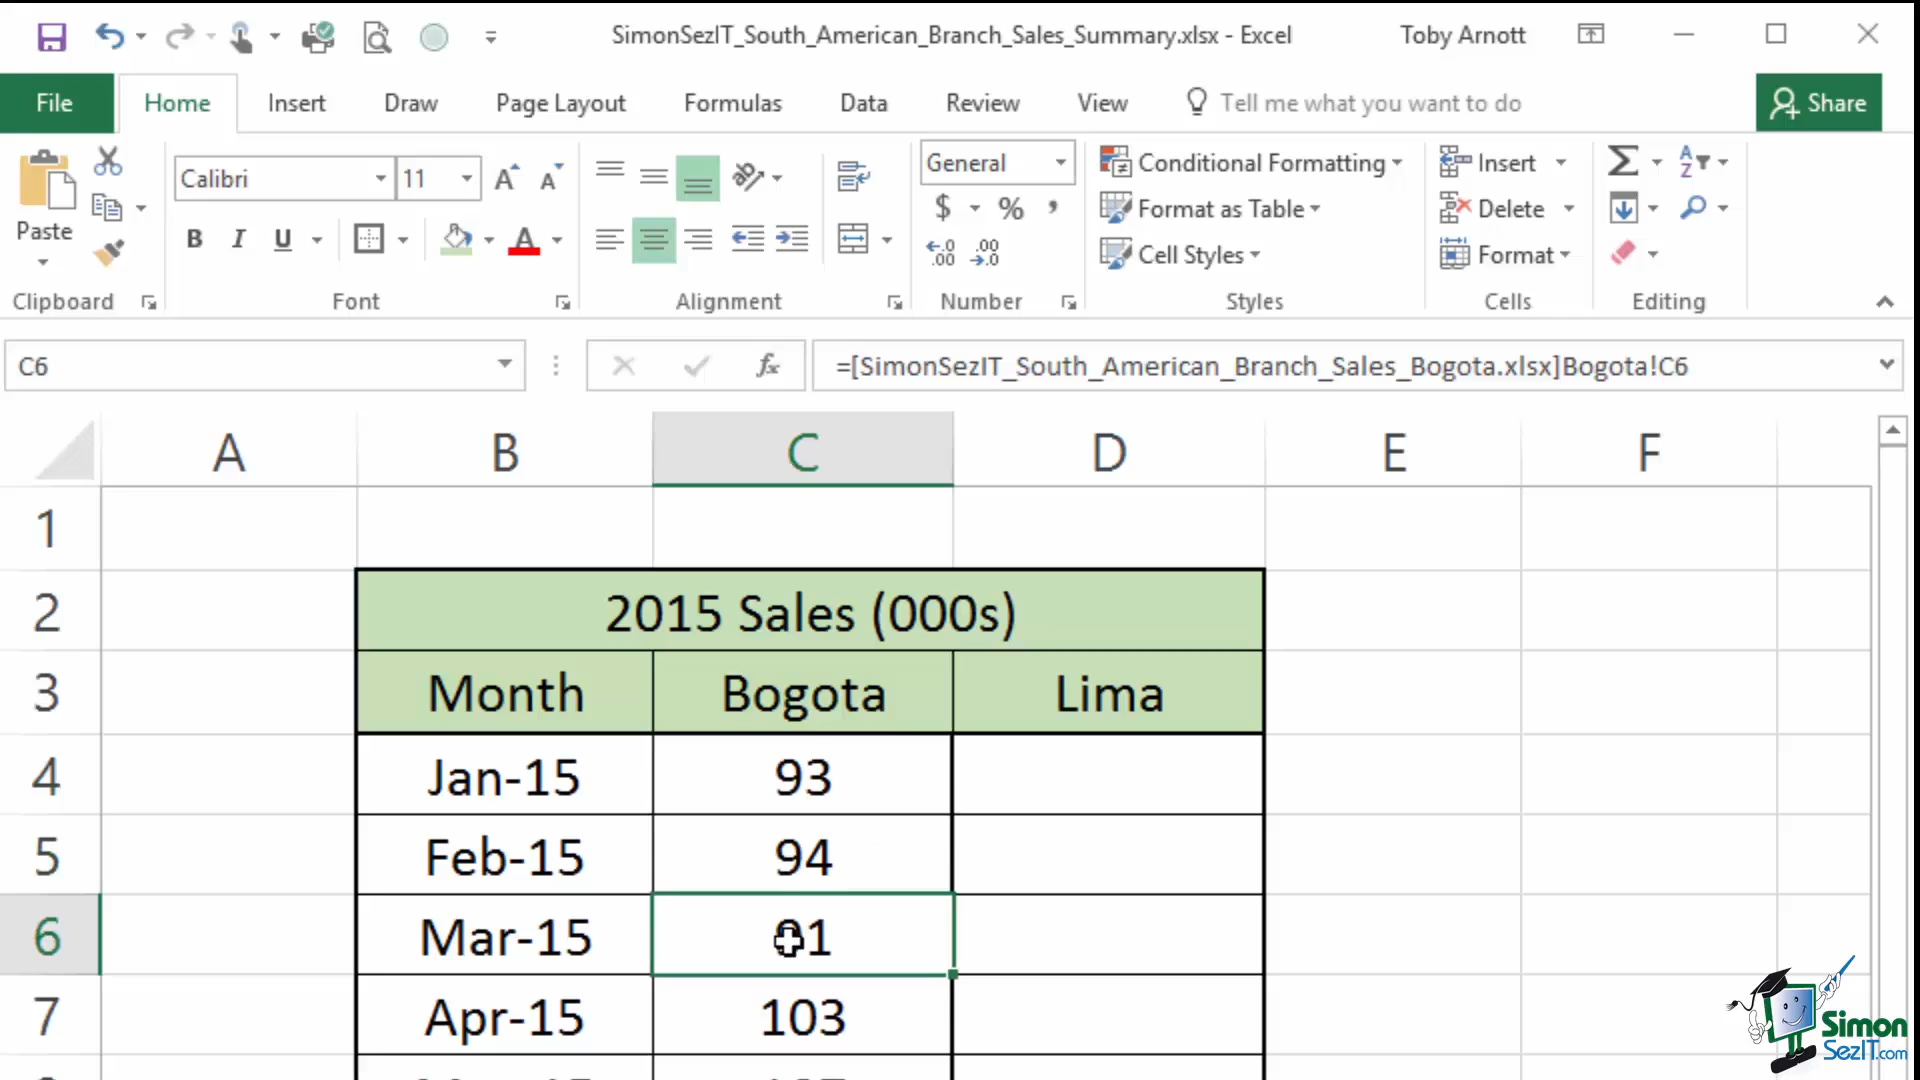 SimonSezIT_South_American_Branch_Sales_Summary.xlsx - Excel
Toby Arnott
File
Home
Insert
Draw
Page Layout
Formulas
Data
Review
View
Tell me what you want to do
Share
Paste
Calibri
11
General
Conditional Formatting
Format as Table
Cell Styles
Insert
Delete
Format
Clipboard
Font
Alignment
Number
Styles
Cells
Editing
C6
=[SimonSezIT_South_American_Branch_Sales_Bogota.xlsx]Bogota!C6
A B C D E F
1
2 2015 Sales (000s)
3 Month Bogota Lima
4 Jan-15 93
5 Feb-15 94
6 Mar-15
7 Apr-15 103
Simon
SezIT.com